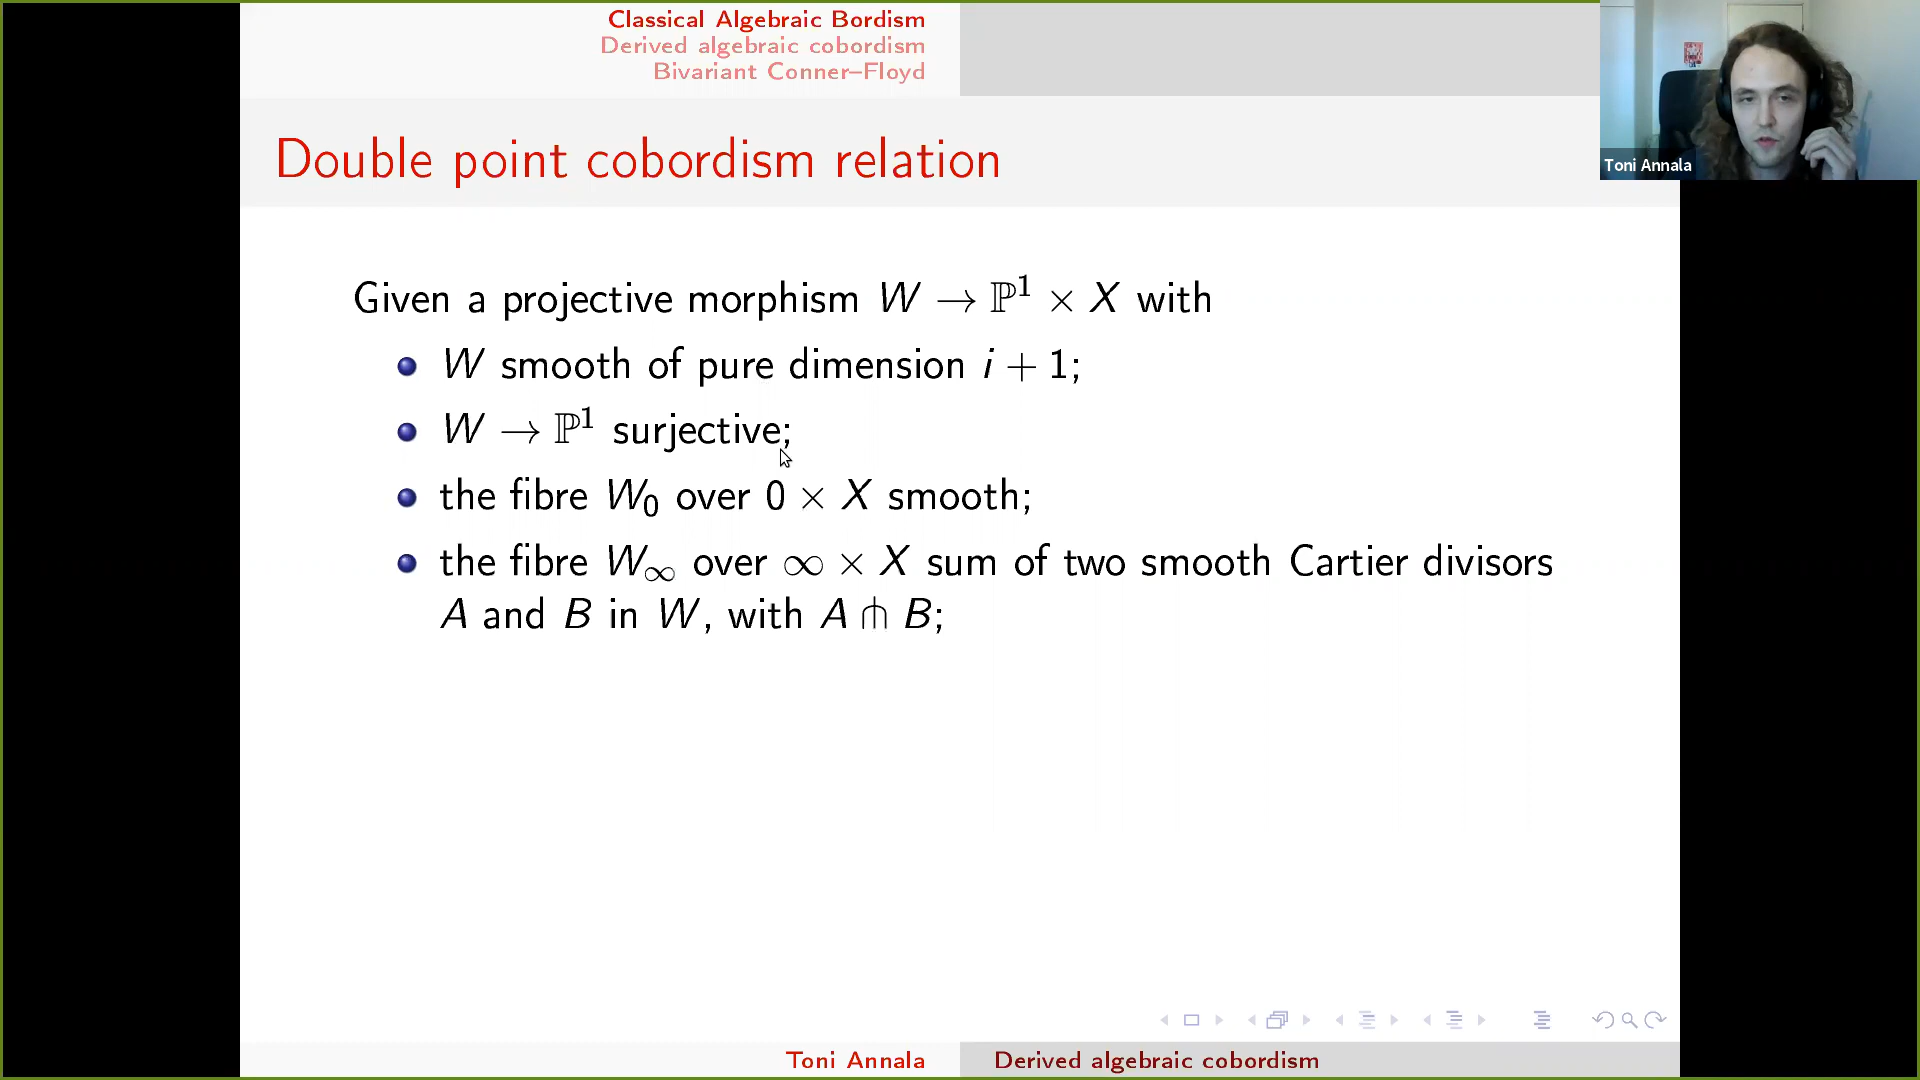 Classical Algebraic Bordism
Derived algebraic cobordism
Bivariant Conner–Floyd
Double point cobordism relation
Toni Annala
Given a projective morphism W → ℙ¹ × X with
W smooth of pure dimension i + 1;
W → ℙ¹ surjective;
the fibre W₀ over 0 × X smooth;
the fibre W∞ over ∞ × X sum of two smooth Cartier divisors
A and B in W, with A ⋔ B;
Toni Annala
Derived algebraic cobordism